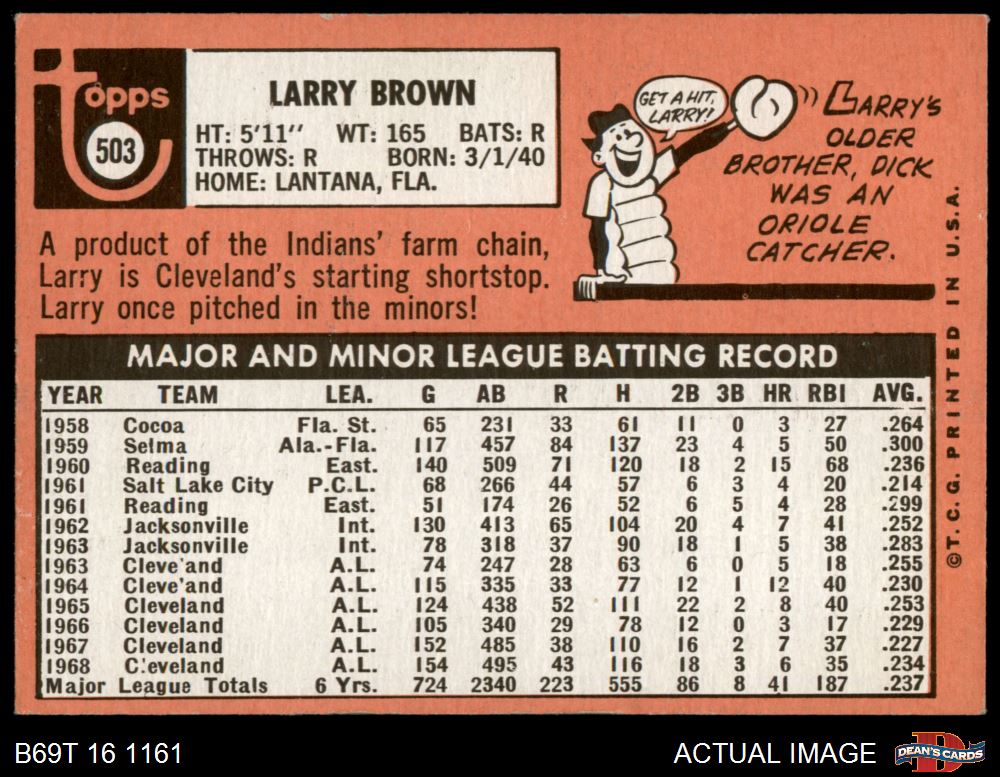 topps
503
LARRY BROWN
HT: 5'11" WT: 165 BATS: R
THROWS: R BORN: 3/1/40
HOME: LANTANA, FLA.
A product of the Indians' farm chain,
Larry is Cleveland's starting shortstop.
Larry once pitched in the minors!
GET A HIT,
LARRY!
LARRY'S
OLDER
BROTHER, DICK
WAS AN
ORIOLE
CATCHER.
MAJOR AND MINOR LEAGUE BATTING RECORD
YEAR TEAM LEA. G AB R H 2B 3B HR RBI AVG.
1958 Cocoa Fla. St. 65 231 33 61 11 0 3 27 .264
1959 Selma Ala.-Fla. 117 457 84 137 23 4 5 50 .300
1960 Reading East. 140 509 71 120 18 2 15 68 .236
1961 Salt Lake City P.C.L. 68 266 44 57 6 3 4 20 .214
1961 Reading East. 51 174 26 52 6 5 4 28 .299
1962 Jacksonville Int. 130 413 65 104 20 4 7 41 .252
1963 Jacksonville Int. 78 318 37 90 18 1 5 38 .283
1963 Cleve'and A.L. 74 247 28 63 6 0 5 18 .255
1964 Cleve'and A.L. 115 335 33 77 12 1 12 40 .230
1965 Cleveland A.L. 124 438 52 111 22 2 8 40 .253
1966 Cleveland A.L. 105 340 29 78 12 0 3 17 .229
1967 Cleveland A.L. 152 485 38 110 16 2 7 37 .227
1968 C'eveland A.L. 154 495 43 116 18 3 6 35 .234
Major League Totals 6 Yrs. 724 2340 223 555 86 8 41 187 .237
©T.C.G. PRINTED IN U.S.A.
B69T 16 1161
ACTUAL IMAGE
D
DEAN'S CARDS